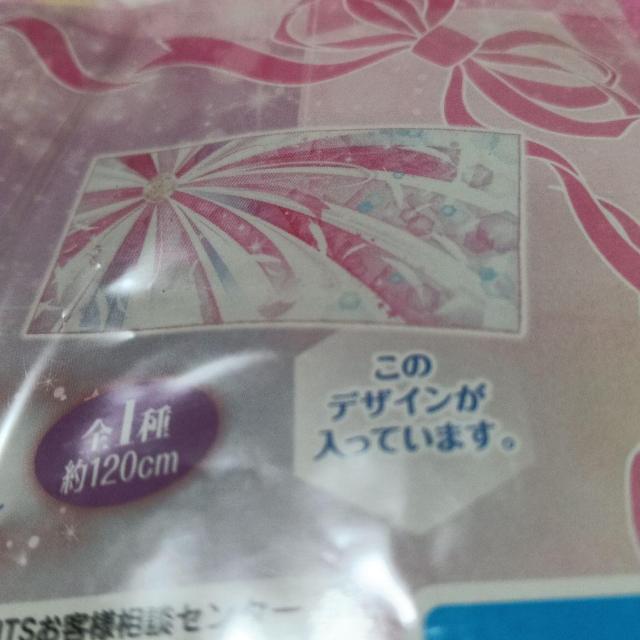 この
デザインが
入っています。
全1種
約120cm
お客様相談センター